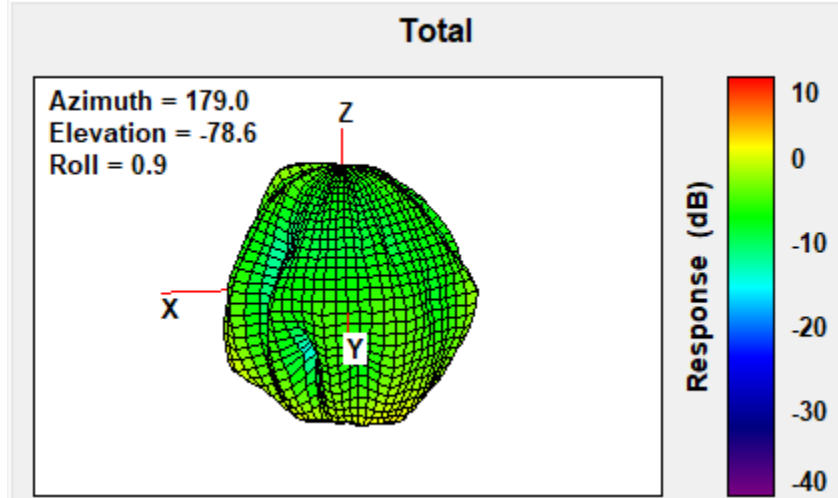 Total
Azimuth = 179.0
Elevation = -78.6
Roll = 0.9
Z
X
Y
Response (dB)
10
0
-10
-20
-30
-40